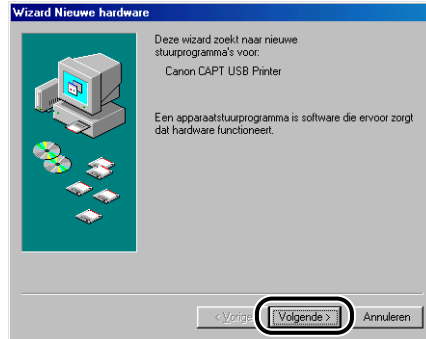 Wizard Nieuwe hardware
Deze wizard zoekt naar nieuwe
stuurprogramma's voor:
Canon CAPT USB Printer
Een apparaatstuurprogramma is software die ervoor zorgt
dat hardware functioneert.
< Vorige Volgende > Annuleren